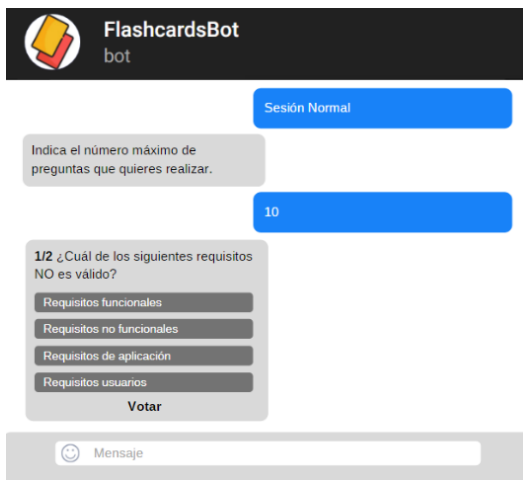 FlashcardsBot
bot
Sesión Normal
Indica el número máximo de
preguntas que quieres realizar.
10
1/2 ¿Cuál de los siguientes requisitos
NO es válido?
Requisitos funcionales
Requisitos no funcionales
Requisitos de aplicación
Requisitos usuarios
Votar
Mensaje